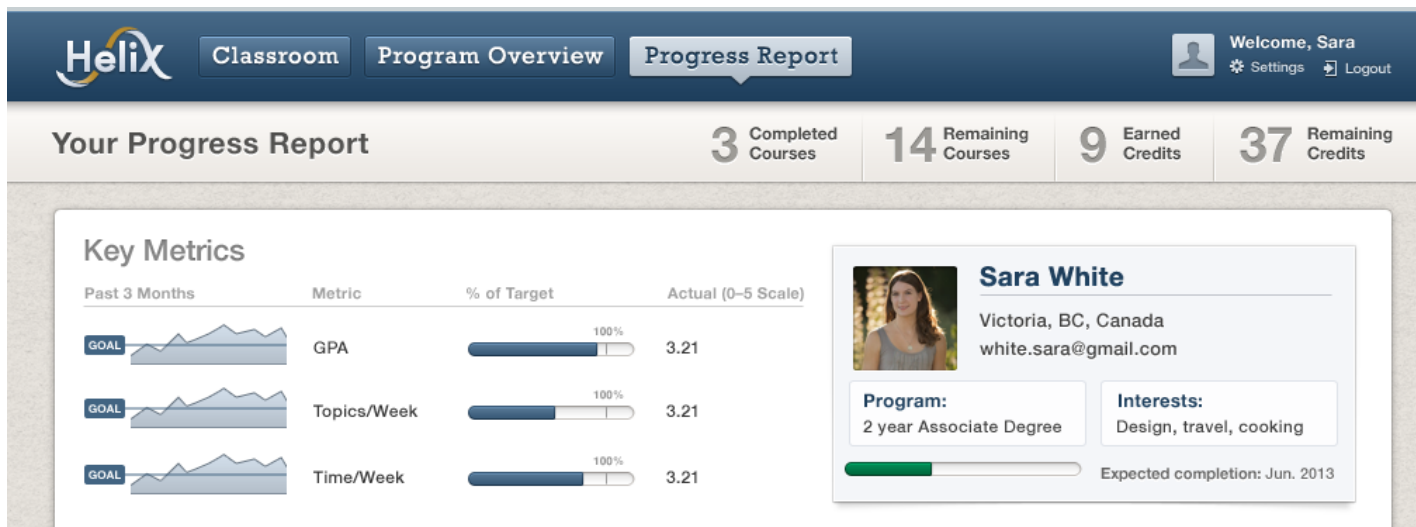 Helix
Classroom
Program Overview
Progress Report
Welcome, Sara
Settings
Logout
Your Progress Report
3 Completed Courses
14 Remaining Courses
9 Earned Credits
37 Remaining Credits
Key Metrics
Past 3 Months Metric % of Target Actual (0–5 Scale)
GOAL GPA 100% 3.21
GOAL Topics/Week 100% 3.21
GOAL Time/Week 100% 3.21
Sara White
Victoria, BC, Canada
white.sara@gmail.com
Program:
2 year Associate Degree
Interests:
Design, travel, cooking
Expected completion: Jun. 2013